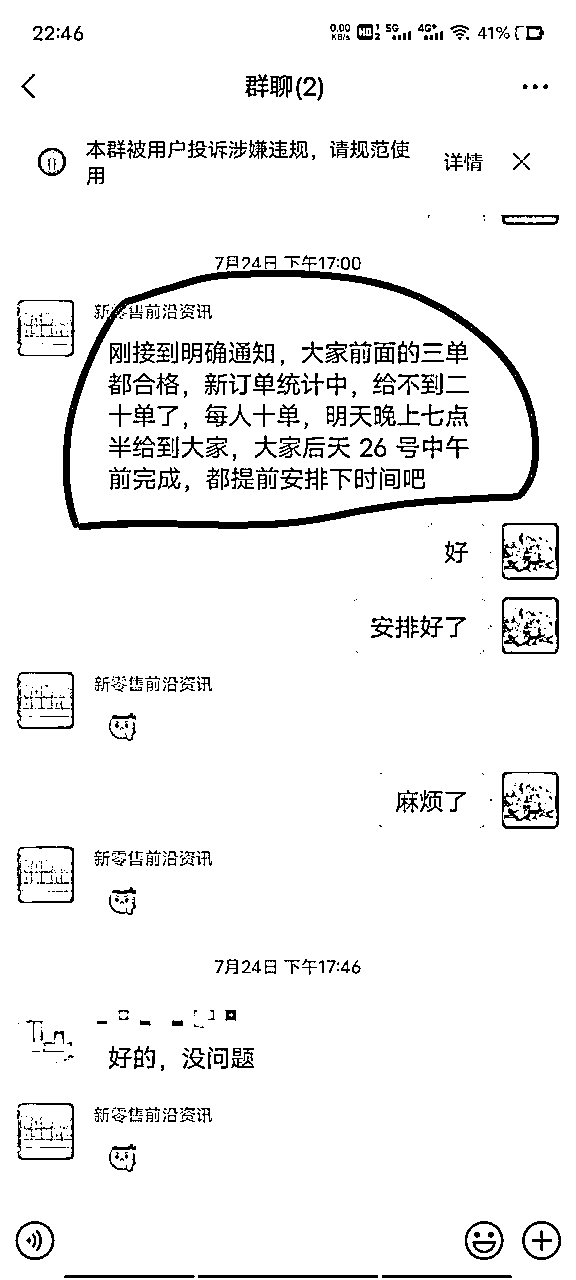 22:46
0.00 KB/s HD 1 2 5G 4G+ 41%
群聊(2)
本群被用户投诉涉嫌违规，请规范使
用
详情
7月24日 下午17:00
新零售前沿资讯
刚接到明确通知，大家前面的三单
都合格，新订单统计中，给不到二
十单了，每人十单，明天晚上七点
半给到大家，大家后天 26 号中午
前完成，都提前安排下时间吧
好
安排好了
新零售前沿资讯
麻烦了
新零售前沿资讯
7月24日 下午17:46
好的，没问题
新零售前沿资讯